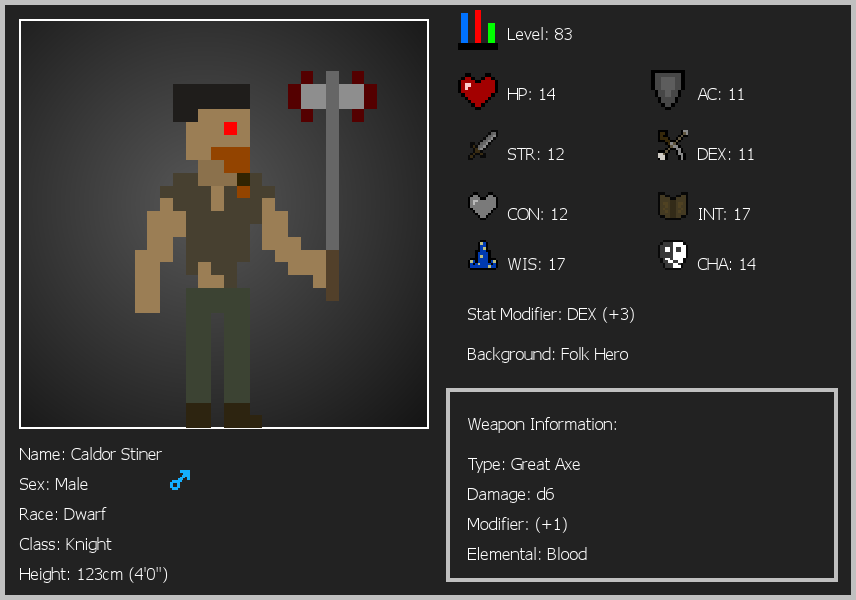 Level: 83
HP: 14
AC: 11
STR: 12
DEX: 11
CON: 12
INT: 17
WIS: 17
CHA: 14
Stat Modifier: DEX (+3)
Background: Folk Hero
Weapon Information:
Type: Great Axe
Damage: d6
Modifier: (+1)
Elemental: Blood
Name: Caldor Stiner
Sex: Male
Race: Dwarf
Class: Knight
Height: 123cm (4'0")